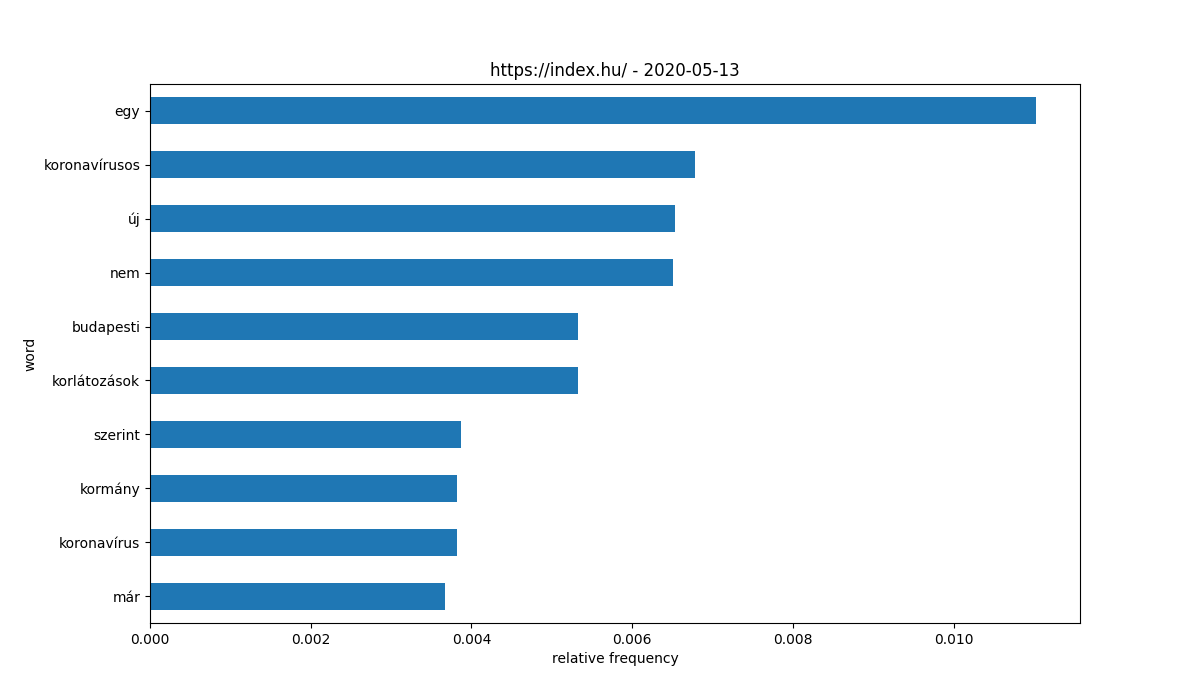 https://index.hu/ - 2020-05-13
egy
koronavírusos
új
nem
budapesti
korlátozások
szerint
kormány
koronavírus
már
word
0.000 0.002 0.004 0.006 0.008 0.010
relative frequency